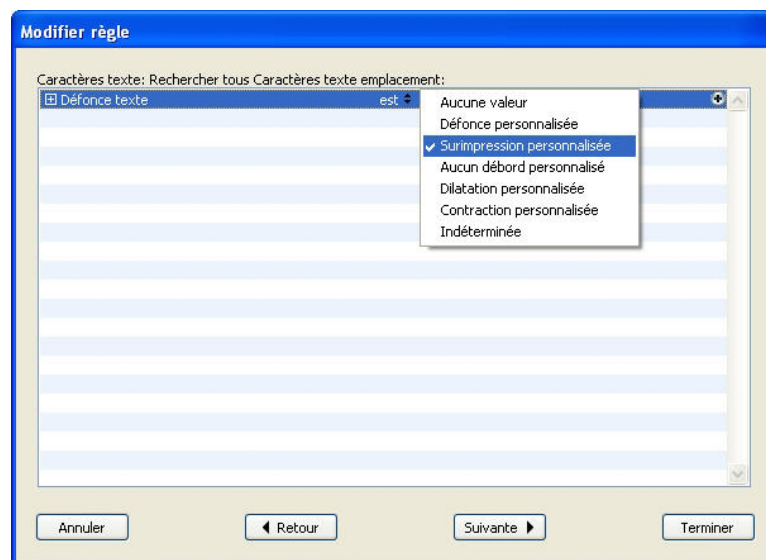 Modifier règle
Caractères texte: Rechercher tous Caractères texte emplacement:
Défonce texte est
Aucune valeur
Défonce personnalisée
Surimpression personnalisée
Aucun débord personnalisé
Dilatation personnalisée
Contraction personnalisée
Indéterminée
Annuler Retour Suivante Terminer